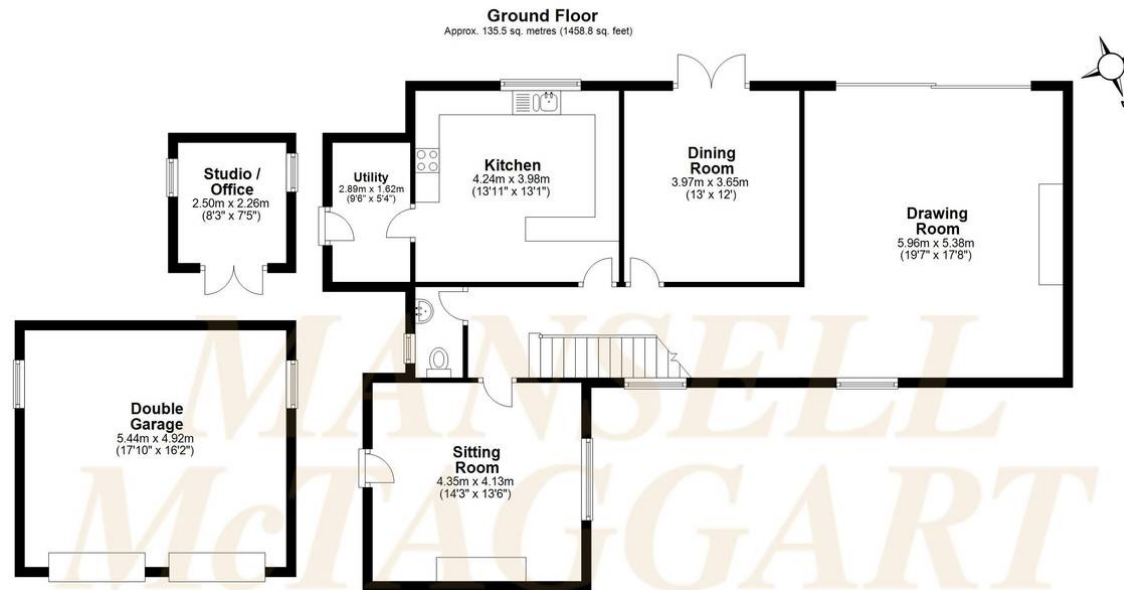 Ground Floor
Approx. 135.5 sq. metres (1458.8 sq. feet)
Studio /
Office
2.50m x 2.26m
(8'3" x 7'5")
Utility
2.89m x 1.62m
(9'6" x 5'4")
Kitchen
4.24m x 3.98m
(13'11" x 13'1")
Dining
Room
3.97m x 3.65m
(13' x 12')
Drawing
Room
5.96m x 5.38m
(19'7" x 17'8")
Double
Garage
5.44m x 4.92m
(17'10" x 16'2")
Sitting
Room
4.35m x 4.13m
(14'3" x 13'6")
MANSELL
McTAGGART